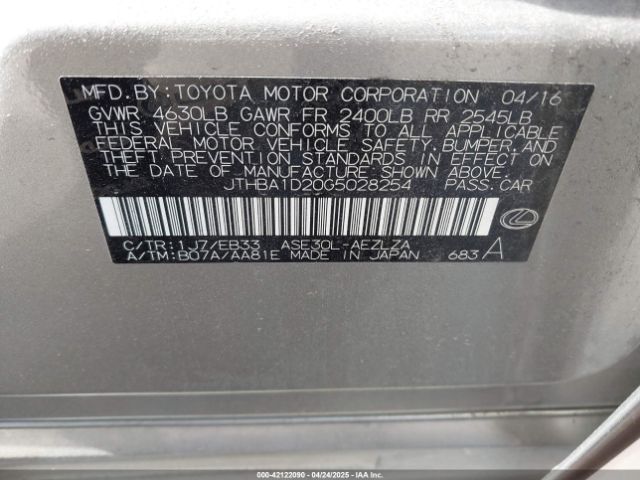 MFD. BY: TOYOTA MOTOR CORPORATION 04/16
GVWR 4630LB GAWR FR 2400LB RR 2545LB
THIS VEHICLE CONFORMS TO ALL APPLICABLE
FEDERAL MOTOR VEHICLE SAFETY, BUMPER, AND
THEFT PREVENTION STANDARDS IN EFFECT ON
THE DATE OF MANUFACTURE SHOWN ABOVE.
JTHBA1D20G5028254 PASS. CAR
C/TR: 1J7/EB33 ASE30L-AEZLZA
A/TM: B07A/AA81E MADE IN JAPAN 683 A
000-42122090 - 04/24/2025 - IAAI.COM